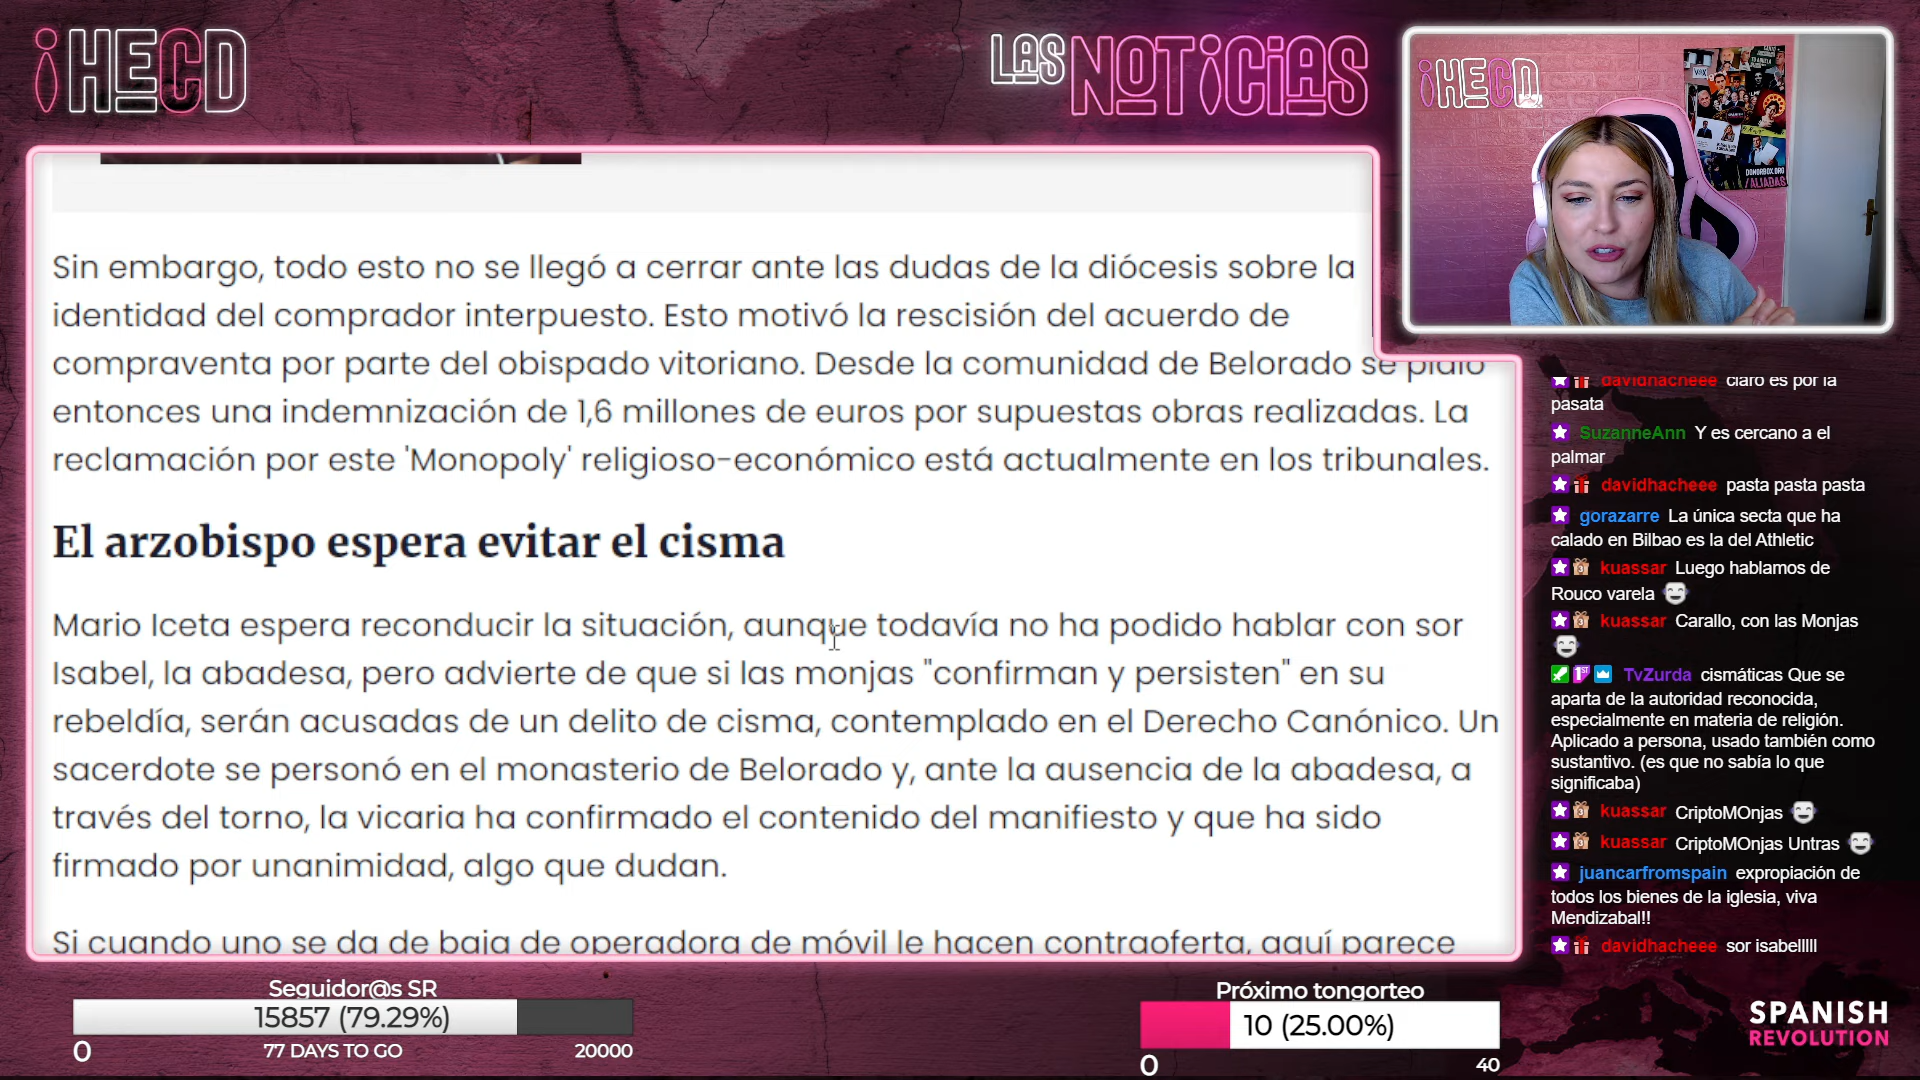 iHECD
LAS NOTiCiAS
iHECD
VOX
DONORBOX.ORG
/ALIADAS
Sin embargo, todo esto no se llegó a cerrar ante las dudas de la diócesis sobre la
identidad del comprador interpuesto. Esto motivó la rescisión del acuerdo de
compraventa por parte del obispado vitoriano. Desde la comunidad de Belorado se pidió
entonces una indemnización de 1,6 millones de euros por supuestas obras realizadas. La
reclamación por este 'Monopoly' religioso-económico está actualmente en los tribunales.
El arzobispo espera evitar el cisma
Mario Iceta espera reconducir la situación, aunque todavía no ha podido hablar con sor
Isabel, la abadesa, pero advierte de que si las monjas "confirman y persisten" en su
rebeldía, serán acusadas de un delito de cisma, contemplado en el Derecho Canónico. Un
sacerdote se personó en el monasterio de Belorado y, ante la ausencia de la abadesa, a
través del torno, la vicaria ha confirmado el contenido del manifiesto y que ha sido
firmado por unanimidad, algo que dudan.
Si cuando uno se da de baja de operadora de móvil le hacen contraoferta, aquí parece
davidhacheee claro es por la
pasata
SuzanneAnn Y es cercano a el
palmar
davidhacheee pasta pasta pasta
gorazarre La única secta que ha
calado en Bilbao es la del Athletic
kuassar Luego hablamos de
Rouco varela
kuassar Carallo, con las Monjas
1ST TvZurda cismáticas Que se
aparta de la autoridad reconocida,
especialmente en materia de religión.
Aplicado a persona, usado también como
sustantivo. (es que no sabía lo que
significaba)
kuassar CriptoMOnjas
kuassar CriptoMOnjas Untras
juancarfromspain expropiación de
todos los bienes de la iglesia, viva
Mendizabal!!
davidhacheee sor isabelllll
Seguidor@s SR
15857 (79.29%)
0 77 DAYS TO GO 20000
Próximo tongorteo
10 (25.00%)
0 40
SPANISH
REVOLUTION